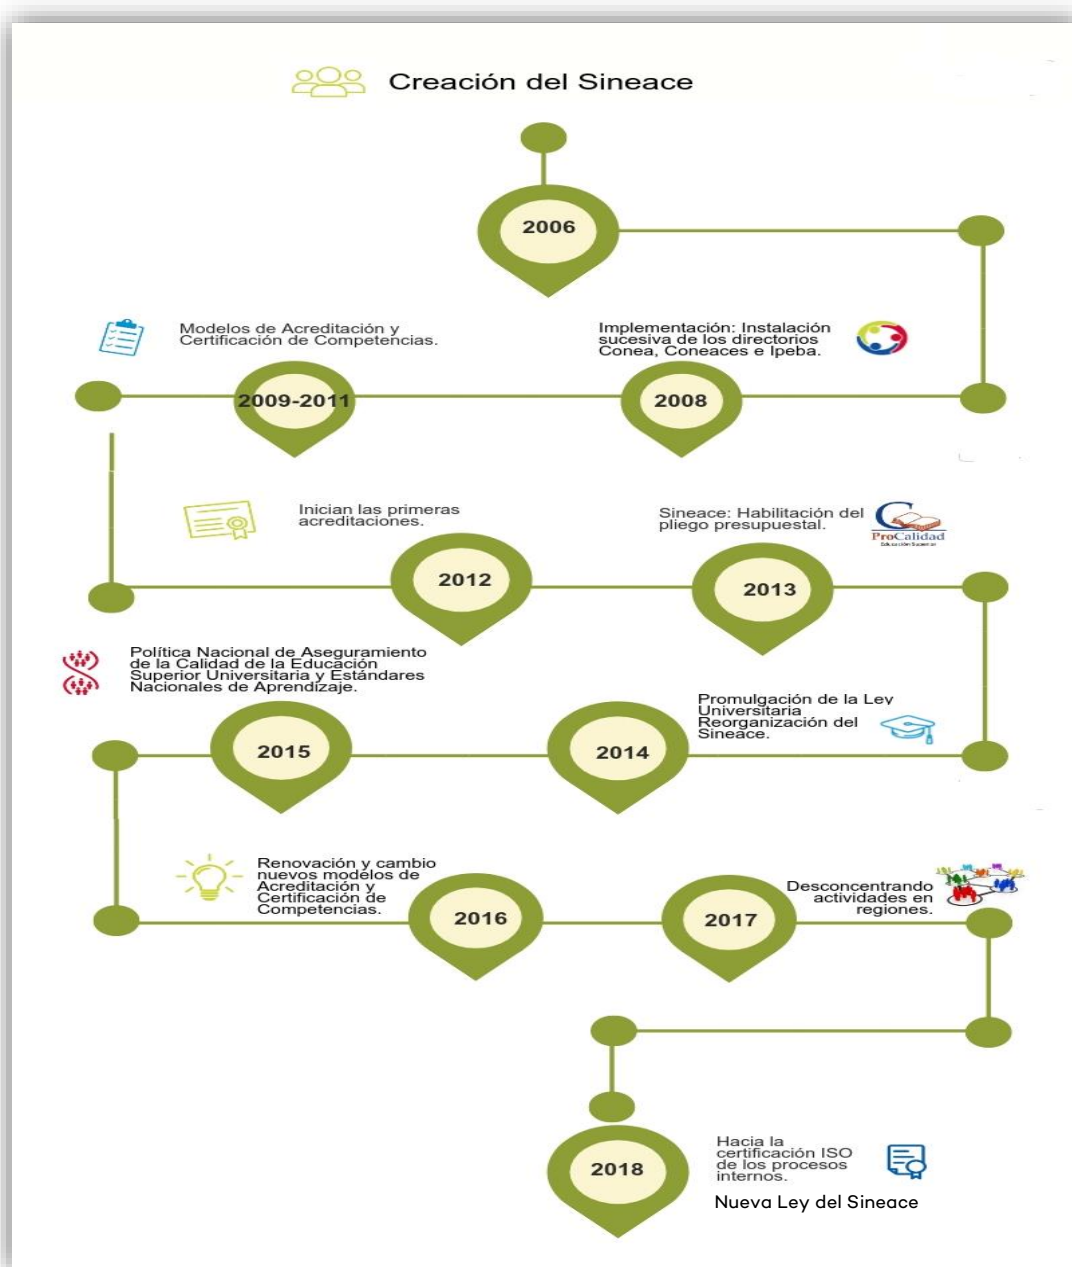 Creación del Sineace
2006
Modelos de Acreditación y
Certificación de Competencias.
Implementación: Instalación
sucesiva de los directorios
Conea, Coneaces e Ipeba.
2009-2011
2008
Inician las primeras
acreditaciones.
Sineace: Habilitación del
pliego presupuestal.
ProCalidad
Educación Superior
2012
2013
Política Nacional de Aseguramiento
de la Calidad de la Educación
Superior Universitaria y Estándares
Nacionales de Aprendizaje.
Promulgación de la Ley
Universitaria
Reorganización del
Sineace.
2015
2014
Renovación y cambio
nuevos modelos de
Acreditación y
Certificación de
Competencias.
Desconcentrando
actividades en
regiones.
2016
2017
2018
Hacia la
certificación ISO
de los procesos
internos.
Nueva Ley del Sineace